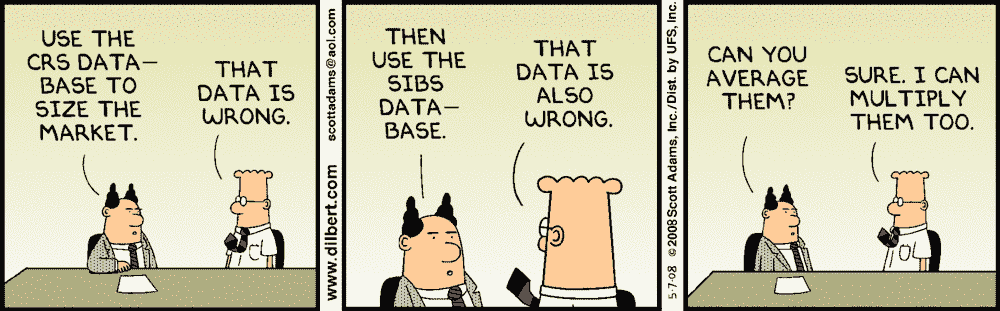 USE THE
CRS DATA-
BASE TO
SIZE THE
MARKET.
THAT
DATA IS
WRONG.
www.dilbert.com
scottadams@aol.com
THEN
USE THE
SIBS
DATA-
BASE.
THAT
DATA IS
ALSO
WRONG.
5-7-08 ©2008 Scott Adams, Inc./Dist. by UFS, Inc.
CAN YOU
AVERAGE
THEM?
SURE. I CAN
MULTIPLY
THEM TOO.